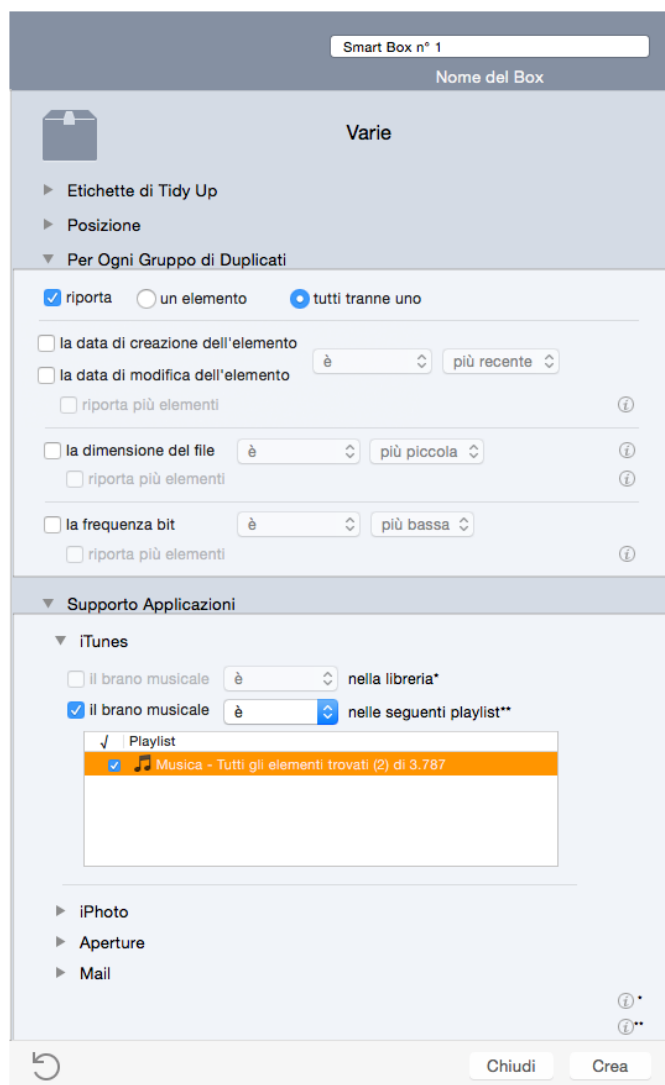 Smart Box n° 1
Nome del Box
Varie
Etichette di Tidy Up
Posizione
Per Ogni Gruppo di Duplicati
riporta un elemento tutti tranne uno
la data di creazione dell'elemento
è più recente
la data di modifica dell'elemento
riporta più elementi
la dimensione del file è più piccola
riporta più elementi
la frequenza bit è più bassa
riporta più elementi
Supporto Applicazioni
iTunes
il brano musicale è nella libreria*
il brano musicale è nelle seguenti playlist**
√ Playlist
Musica - Tutti gli elementi trovati (2) di 3.787
iPhoto
Aperture
Mail
*
**
Chiudi Crea